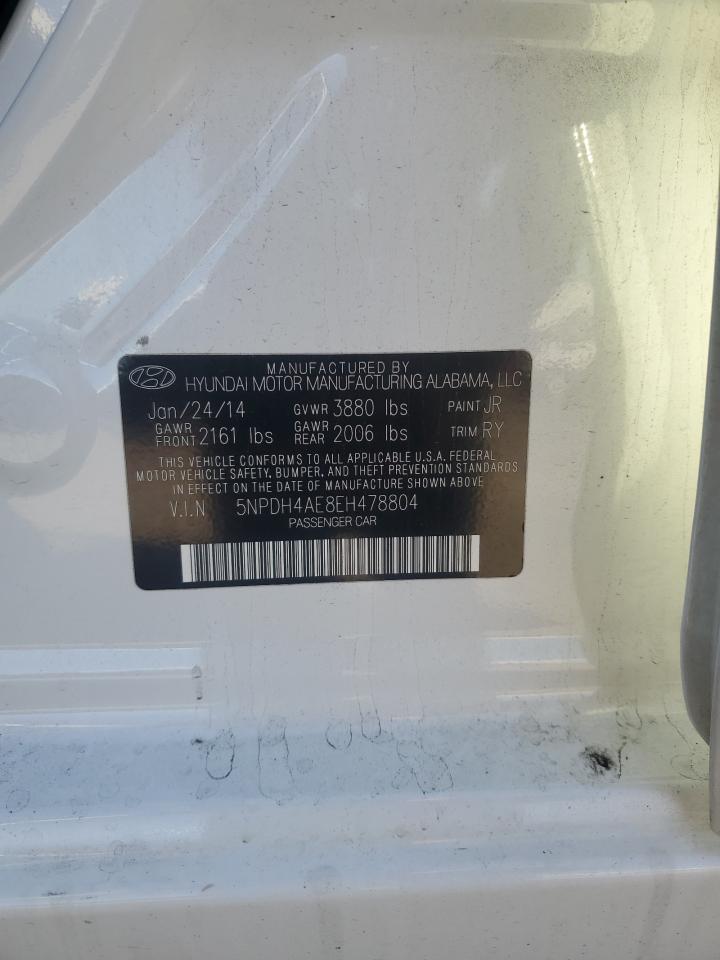 MANUFACTURED BY
HYUNDAI MOTOR MANUFACTURING ALABAMA, LLC
Jan/24/14 GVWR 3880 lbs PAINT JR
GAWR FRONT 2161 lbs GAWR REAR 2006 lbs TRIM RY
THIS VEHICLE CONFORMS TO ALL APPLICABLE U.S.A. FEDERAL
MOTOR VEHICLE SAFETY, BUMPER, AND THEFT PREVENTION STANDARDS
IN EFFECT ON THE DATE OF MANUFACTURE SHOWN ABOVE
V.I.N 5NPDH4AE8EH478804
PASSENGER CAR